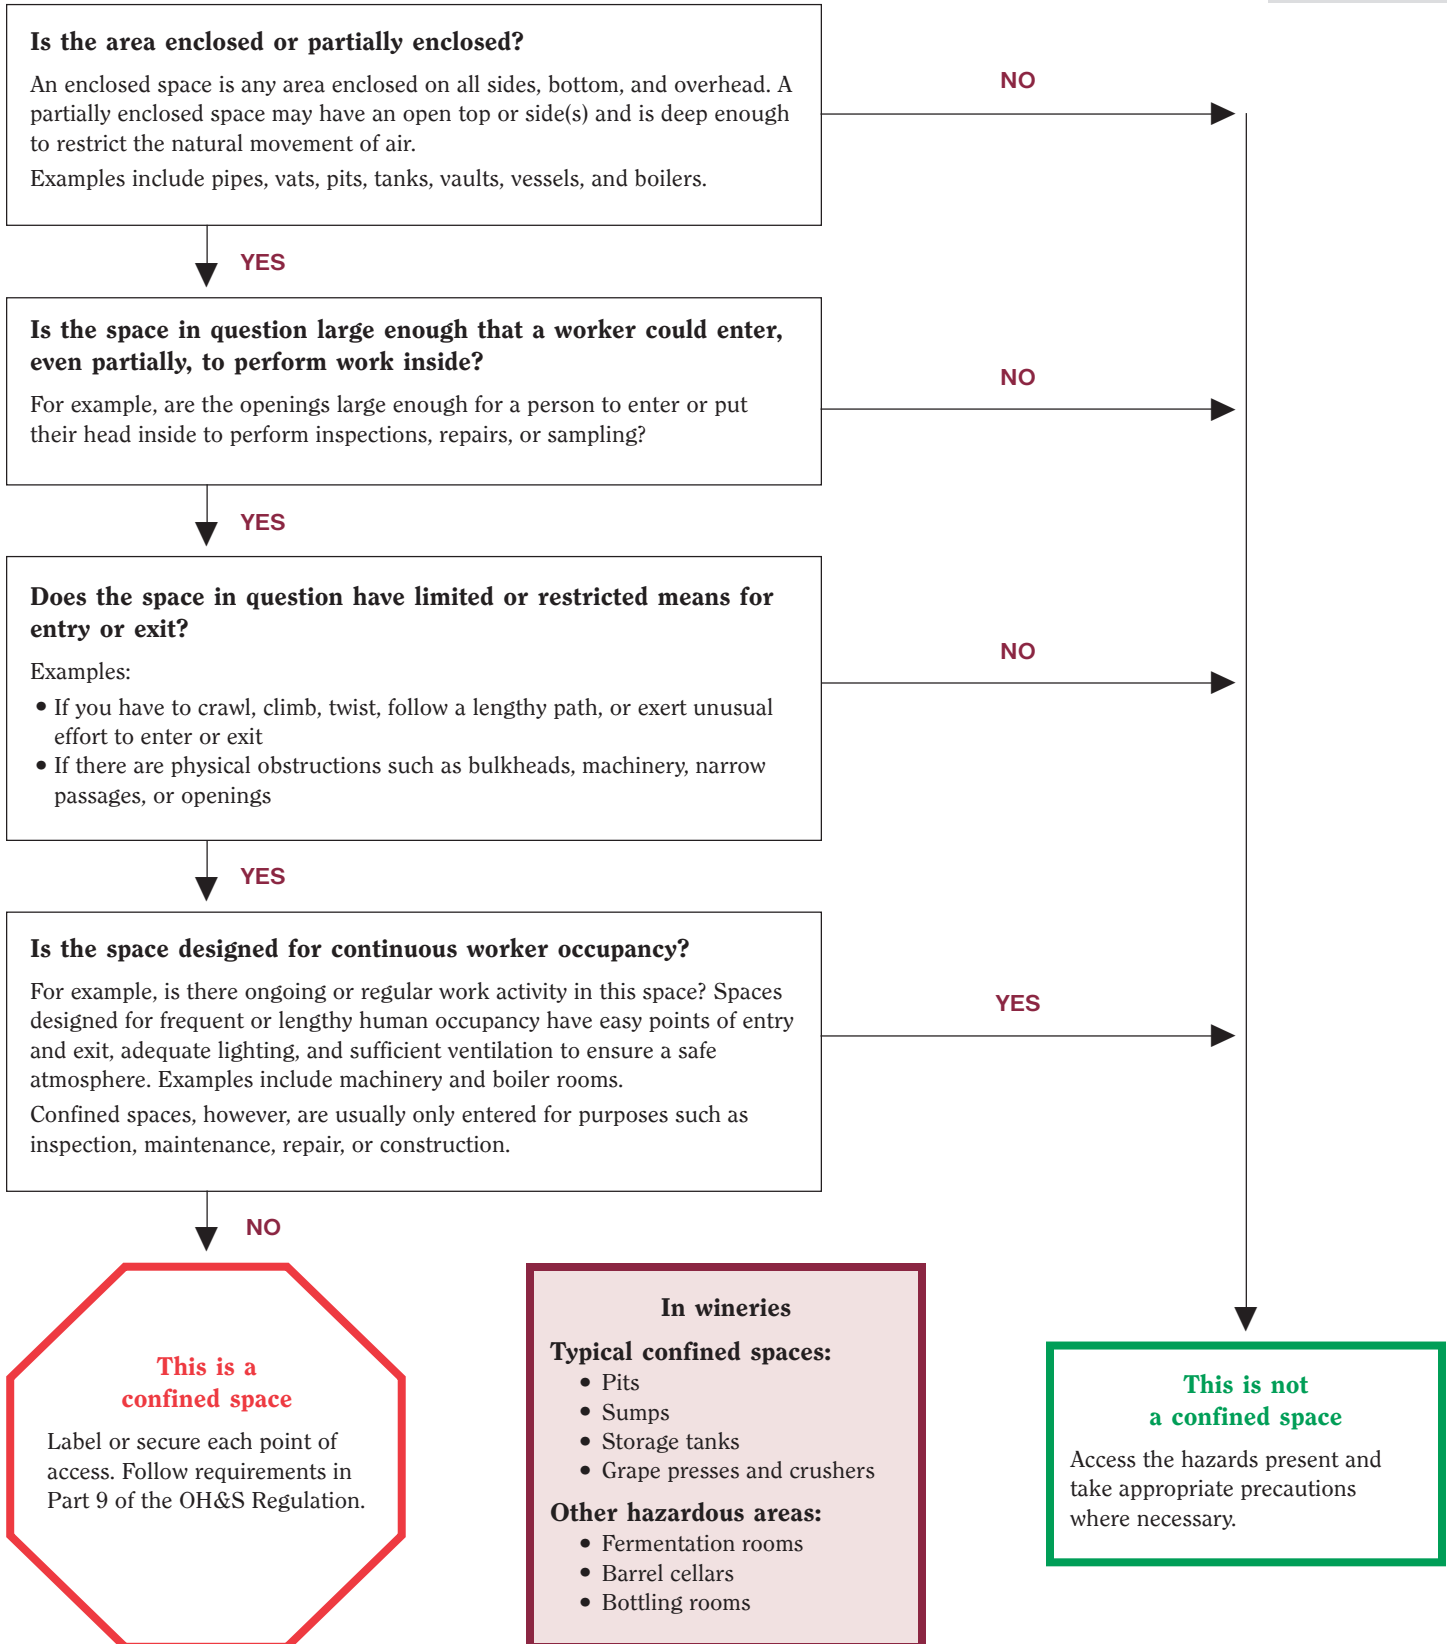 Is the area enclosed or partially enclosed?
An enclosed space is any area enclosed on all sides, bottom, and overhead. A
partially enclosed space may have an open top or side(s) and is deep enough
to restrict the natural movement of air.
Examples include pipes, vats, pits, tanks, vaults, vessels, and boilers.
NO
YES
Is the space in question large enough that a worker could enter,
even partially, to perform work inside?
For example, are the openings large enough for a person to enter or put
their head inside to perform inspections, repairs, or sampling?
NO
YES
Does the space in question have limited or restricted means for
entry or exit?
Examples:
• If you have to crawl, climb, twist, follow a lengthy path, or exert unusual
effort to enter or exit
• If there are physical obstructions such as bulkheads, machinery, narrow
passages, or openings
NO
YES
Is the space designed for continuous worker occupancy?
For example, is there ongoing or regular work activity in this space? Spaces
designed for frequent or lengthy human occupancy have easy points of entry
and exit, adequate lighting, and sufficient ventilation to ensure a safe
atmosphere. Examples include machinery and boiler rooms.
Confined spaces, however, are usually only entered for purposes such as
inspection, maintenance, repair, or construction.
YES
NO
This is a
confined space
Label or secure each point of
access. Follow requirements in
Part 9 of the OH&S Regulation.
In wineries
Typical confined spaces:
• Pits
• Sumps
• Storage tanks
• Grape presses and crushers
Other hazardous areas:
• Fermentation rooms
• Barrel cellars
• Bottling rooms
This is not
a confined space
Access the hazards present and
take appropriate precautions
where necessary.